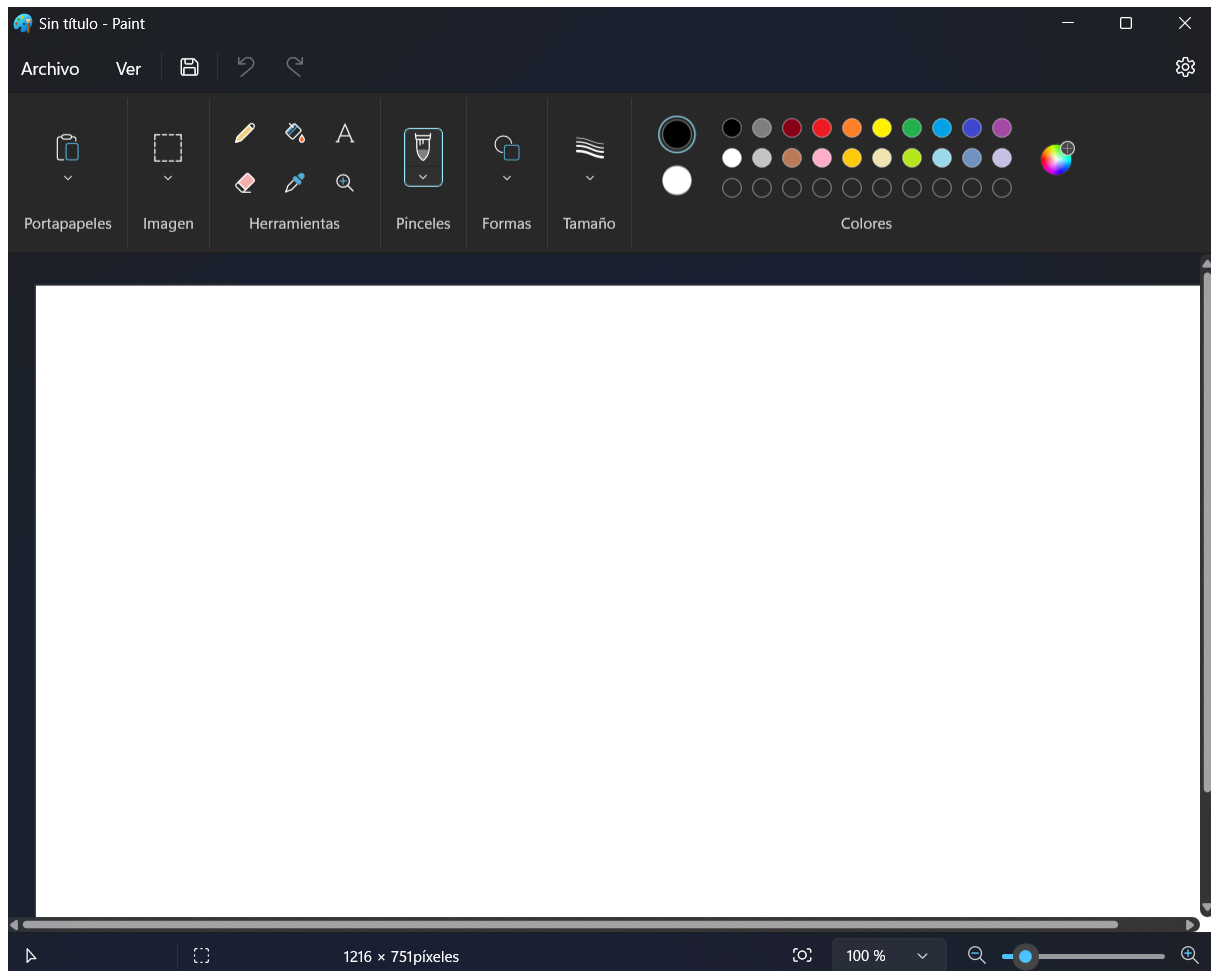 Sin título - Paint
Archivo Ver
Portapapeles Imagen Herramientas Pinceles Formas Tamaño Colores
1216 × 751píxeles 100 %